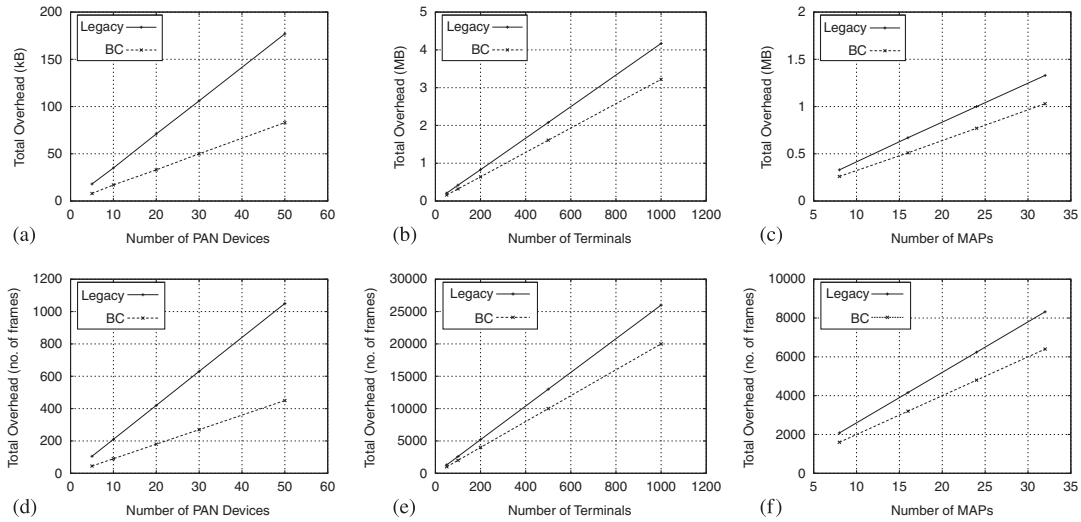 200
150
100
50
0
Total Overhead (kB)
Legacy
BC
0 10 20 30 40 50 60
(a) Number of PAN Devices
5
4
3
2
1
0
Total Overhead (MB)
Legacy
BC
0 200 400 600 800 1000 1200
(b) Number of Terminals
2
1.5
1
0.5
0
Total Overhead (MB)
Legacy
BC
5 10 15 20 25 30 35
(c) Number of MAPs
1200
1000
800
600
400
200
0
Total Overhead (no. of frames)
Legacy
BC
0 10 20 30 40 50 60
(d) Number of PAN Devices
30000
25000
20000
15000
10000
5000
0
Total Overhead (no. of frames)
Legacy
BC
0 200 400 600 800 1000 1200
(e) Number of Terminals
10000
8000
6000
4000
2000
0
Total Overhead (no. of frames)
Legacy
BC
5 10 15 20 25 30 35
(f) Number of MAPs